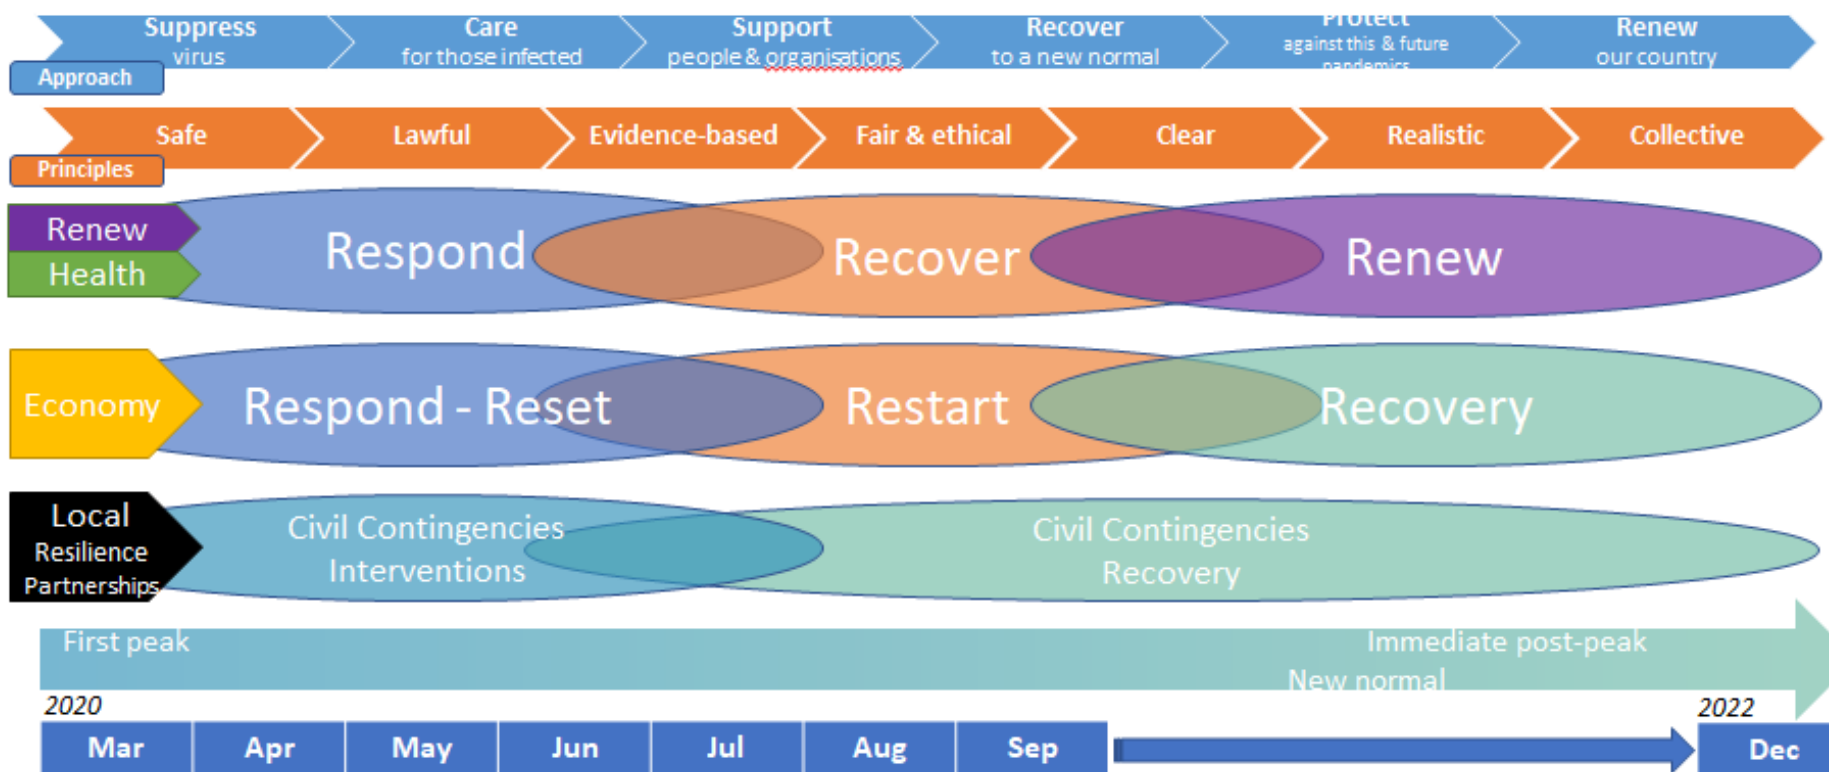 Suppress
virus
Care
for those infected
Support
people & organisations
Recover
to a new normal
Protect
against this & future
pandemics
Renew
our country
Approach
Safe
Lawful
Evidence-based
Fair & ethical
Clear
Realistic
Collective
Principles
Renew
Health
Respond
Recover
Renew
Economy
Respond - Reset
Restart
Recovery
Local
Resilience
Partnerships
Civil Contingencies
Interventions
Civil Contingencies
Recovery
First peak
Immediate post-peak
New normal
2020
2022
Mar
Apr
May
Jun
Jul
Aug
Sep
Dec